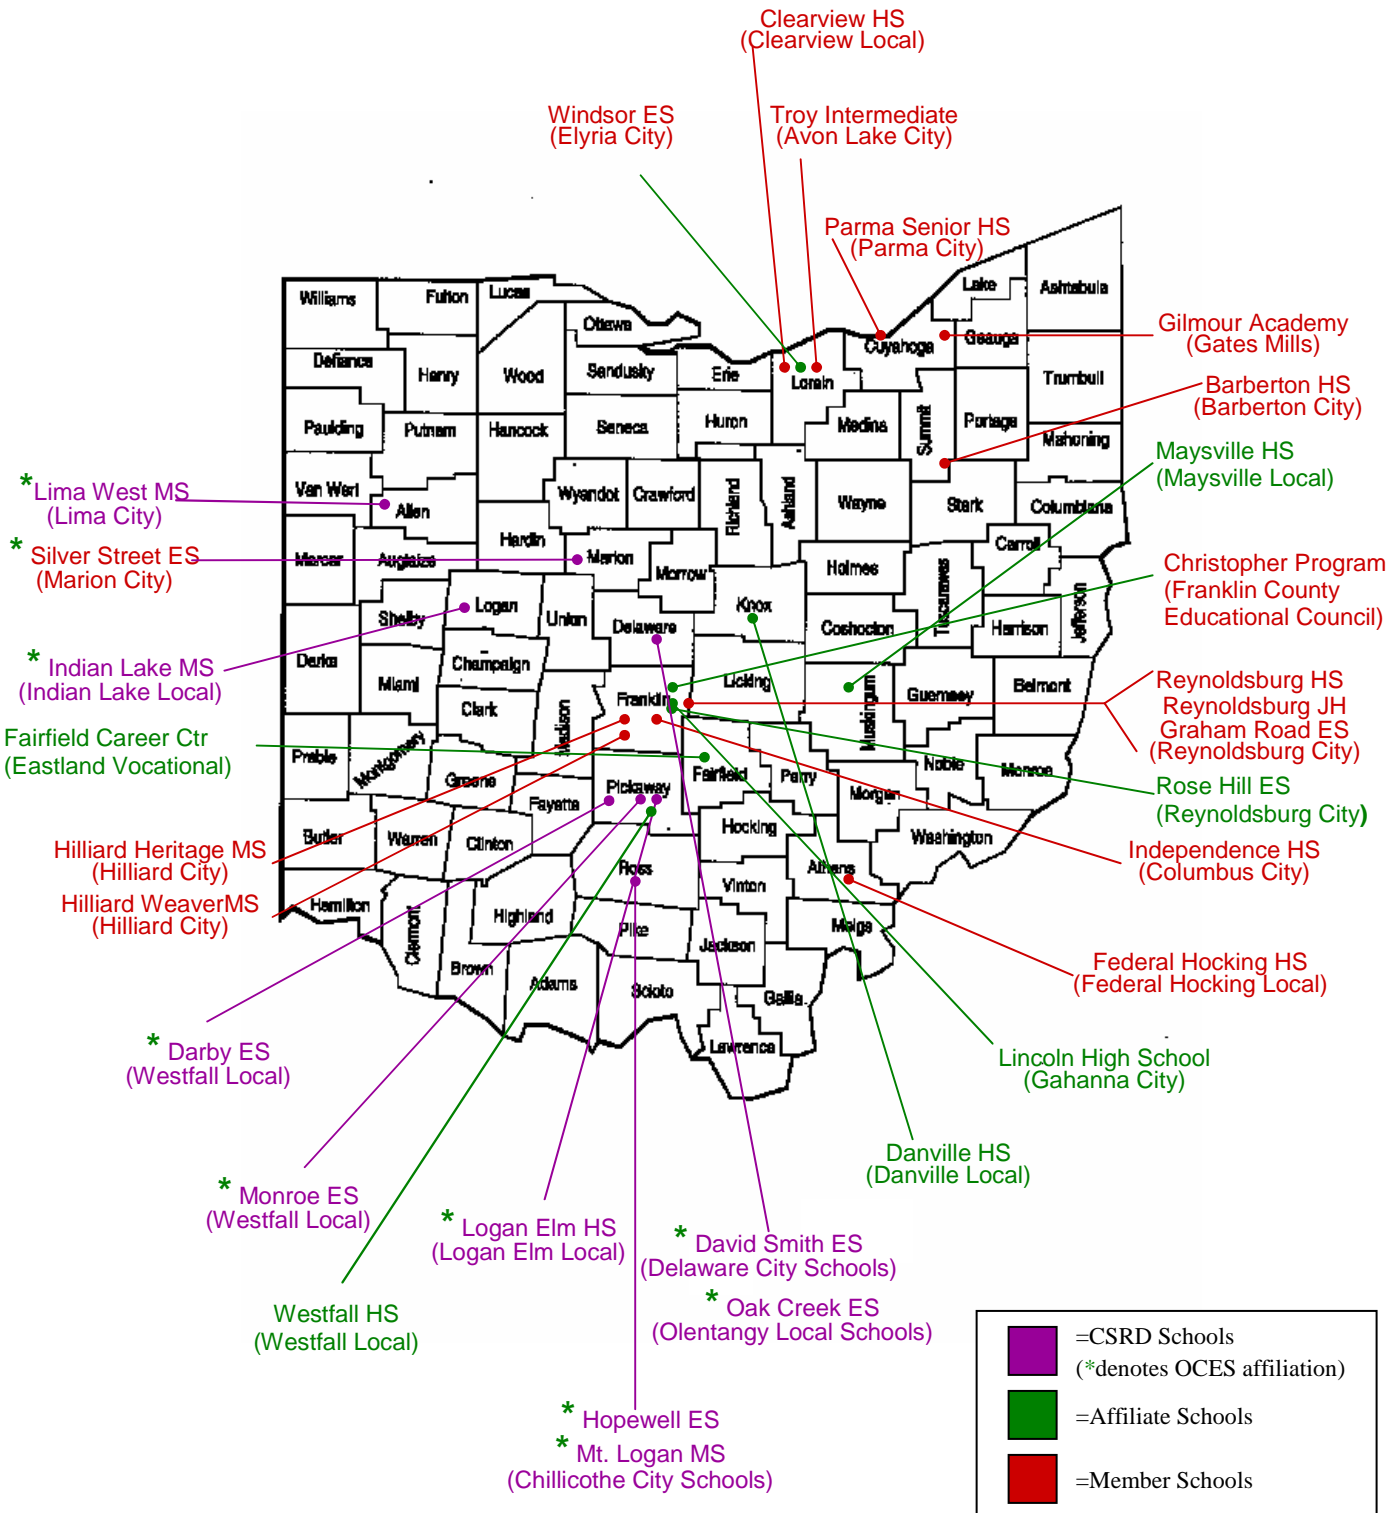 Clearview HS
(Clearview Local)
Windsor ES
(Elyria City)
Troy Intermediate
(Avon Lake City)
Parma Senior HS
(Parma City)
Gilmour Academy
(Gates Mills)
Barberton HS
(Barberton City)
Maysville HS
(Maysville Local)
Christopher Program
(Franklin County
Educational Council)
Reynoldsburg HS
Reynoldsburg JH
Graham Road ES
(Reynoldsburg City)
Rose Hill ES
(Reynoldsburg City)
Independence HS
(Columbus City)
Federal Hocking HS
(Federal Hocking Local)
Lincoln High School
(Gahanna City)
Danville HS
(Danville Local)
* David Smith ES
(Delaware City Schools)
* Oak Creek ES
(Olentangy Local Schools)
* Hopewell ES
* Mt. Logan MS
(Chillicothe City Schools)
* Logan Elm HS
(Logan Elm Local)
Westfall HS
(Westfall Local)
* Monroe ES
(Westfall Local)
* Darby ES
(Westfall Local)
Hilliard WeaverMS
(Hilliard City)
Hilliard Heritage MS
(Hilliard City)
Fairfield Career Ctr
(Eastland Vocational)
* Indian Lake MS
(Indian Lake Local)
* Silver Street ES
(Marion City)
*Lima West MS
(Lima City)
Williams
Fulton
Lucas
Ottawa
Lake
Ashtabula
Defiance
Henry
Wood
Sandusky
Erie
Lorain
Cuyahoga
Geauga
Trumbull
Paulding
Putnam
Hancock
Seneca
Huron
Medina
Summit
Portage
Mahoning
Van Wert
Allen
Wyandot
Crawford
Richland
Ashland
Wayne
Stark
Columbiana
Mercer
Auglaize
Hardin
Marion
Morrow
Holmes
Tuscarawas
Carroll
Jefferson
Shelby
Logan
Union
Delaware
Knox
Coshocton
Harrison
Darke
Miami
Champaign
Clark
Madison
Franklin
Licking
Muskingum
Guernsey
Belmont
Preble
Montgomery
Greene
Fayette
Pickaway
Fairfield
Perry
Morgan
Noble
Monroe
Butler
Warren
Clinton
Ross
Hocking
Athens
Washington
Hamilton
Clermont
Brown
Highland
Adams
Pike
Scioto
Vinton
Jackson
Meigs
Gallia
Lawrence
=CSRD Schools
(*denotes OCES affiliation)
=Affiliate Schools
=Member Schools